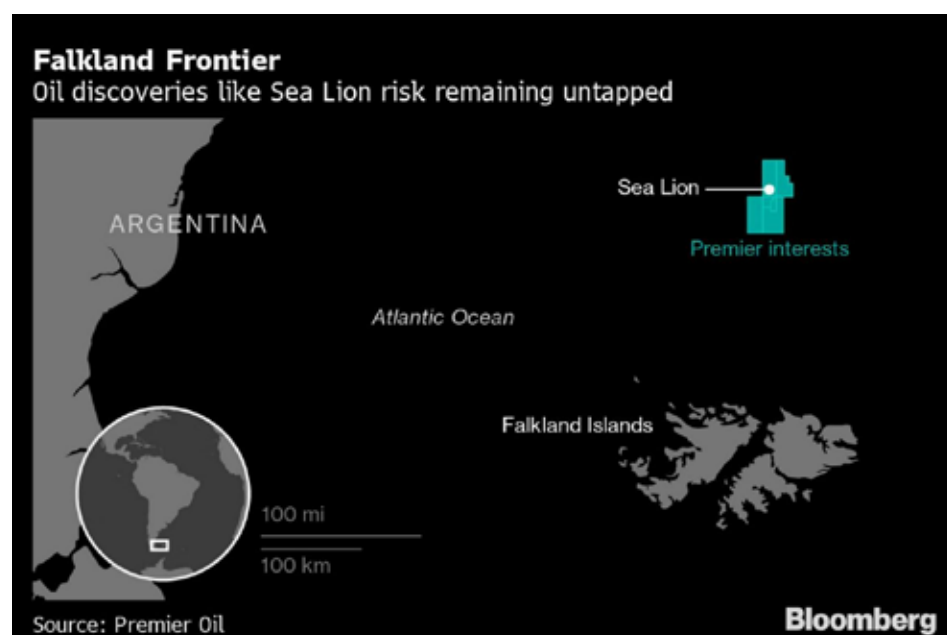 Falkland Frontier
Oil discoveries like Sea Lion risk remaining untapped
Sea Lion
ARGENTINA
Premier interests
Atlantic Ocean
Falkland Islands
100 mi
100 km
Source: Premier Oil
Bloomberg